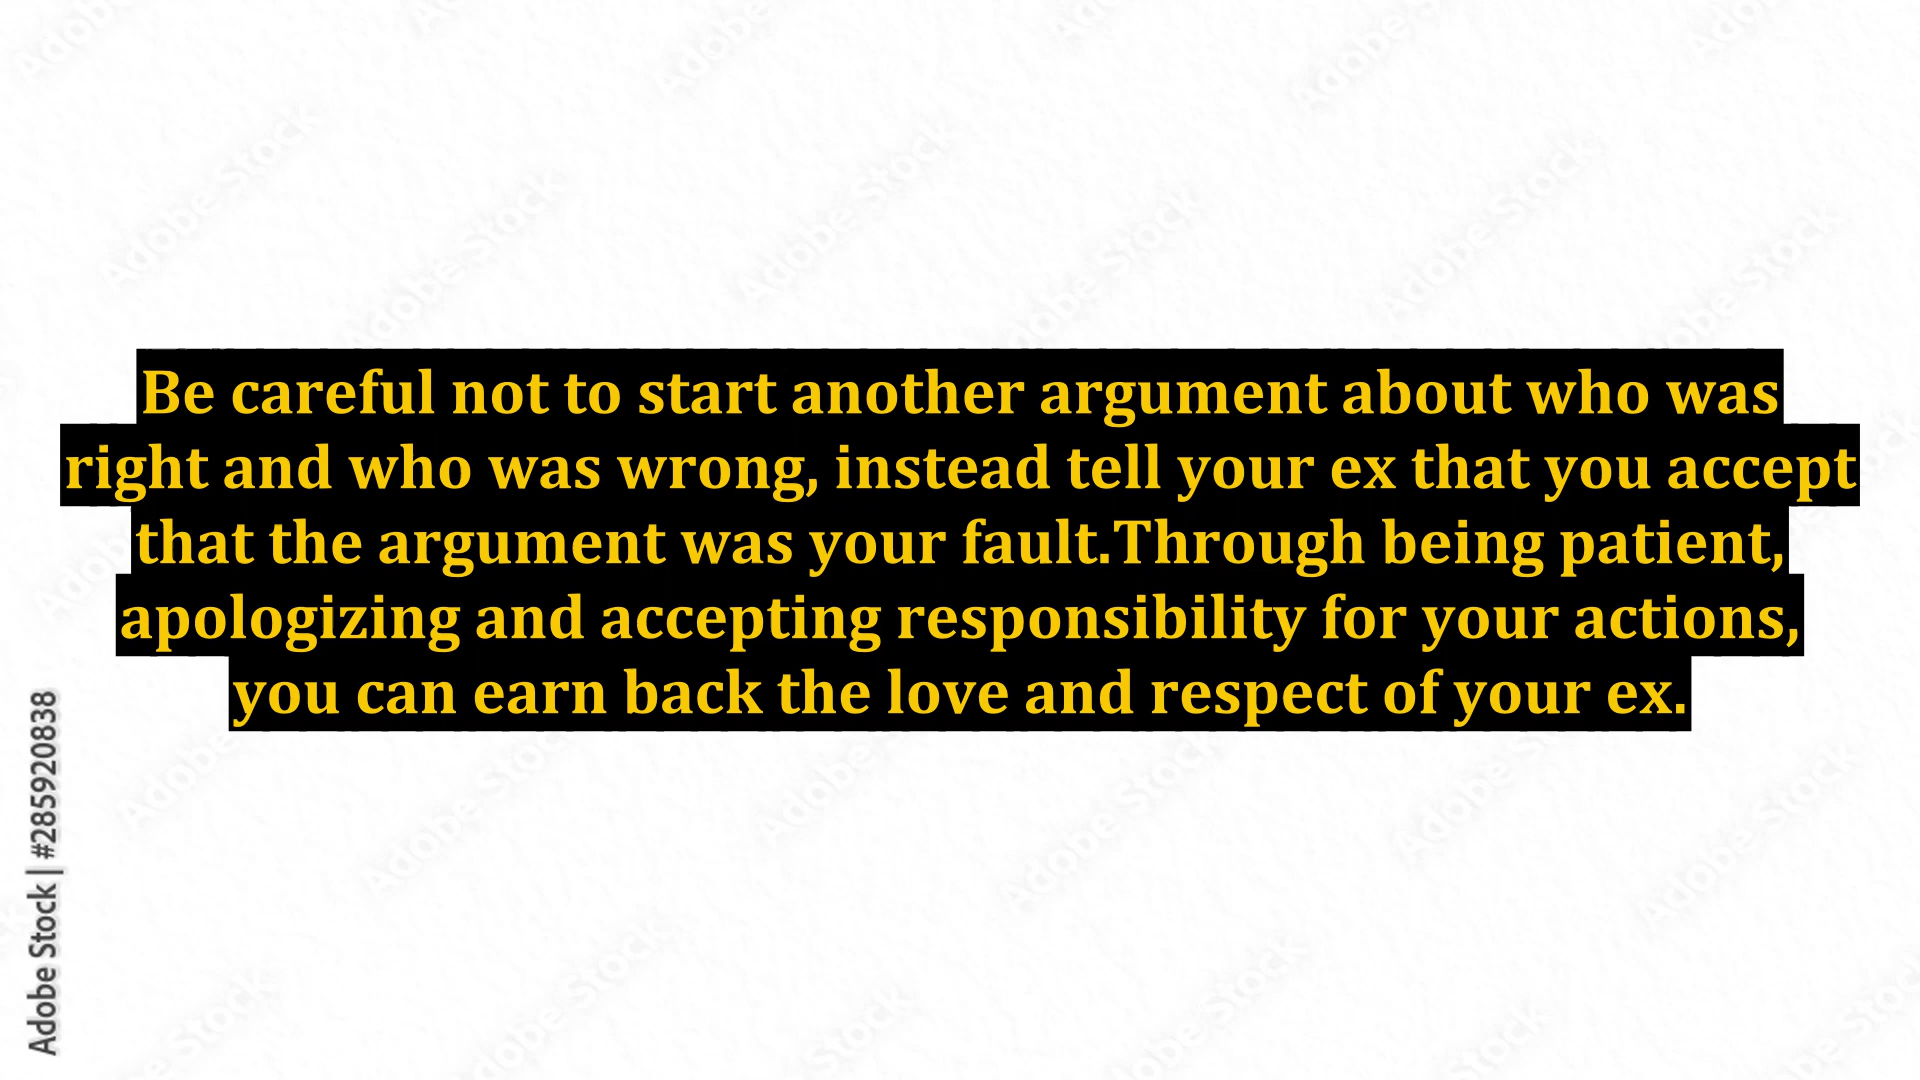 Be careful not to start another argument about who was
right and who was wrong, instead tell your ex that you accept
that the argument was your fault.Through being patient,
apologizing and accepting responsibility for your actions,
you can earn back the love and respect of your ex.
Adobe Stock | #285920838